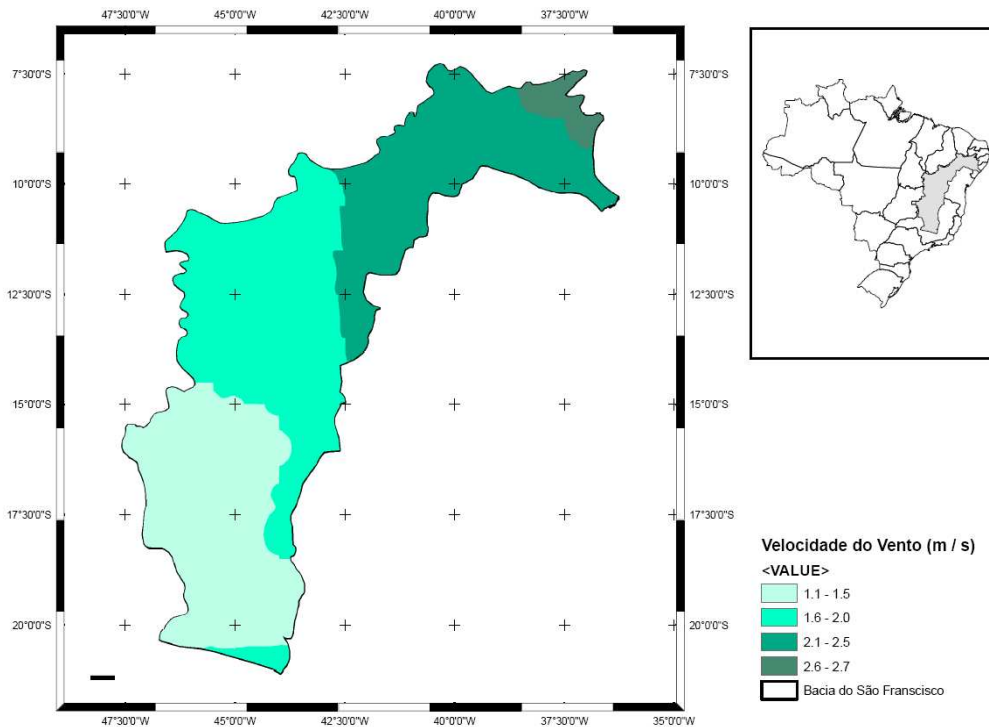 47°30'0"W 45°0'0"W 42°30'0"W 40°0'0"W 37°30'0"W
7°30'0"S 7°30'0"S
10°0'0"S 10°0'0"S
12°30'0"S 12°30'0"S
15°0'0"S 15°0'0"S
17°30'0"S 17°30'0"S
20°0'0"S 20°0'0"S
47°30'0"W 45°0'0"W 42°30'0"W 40°0'0"W 37°30'0"W 35°0'0"W
Velocidade do Vento (m / s)
<VALUE>
1.1 - 1.5
1.6 - 2.0
2.1 - 2.5
2.6 - 2.7
Bacia do São Franscisco